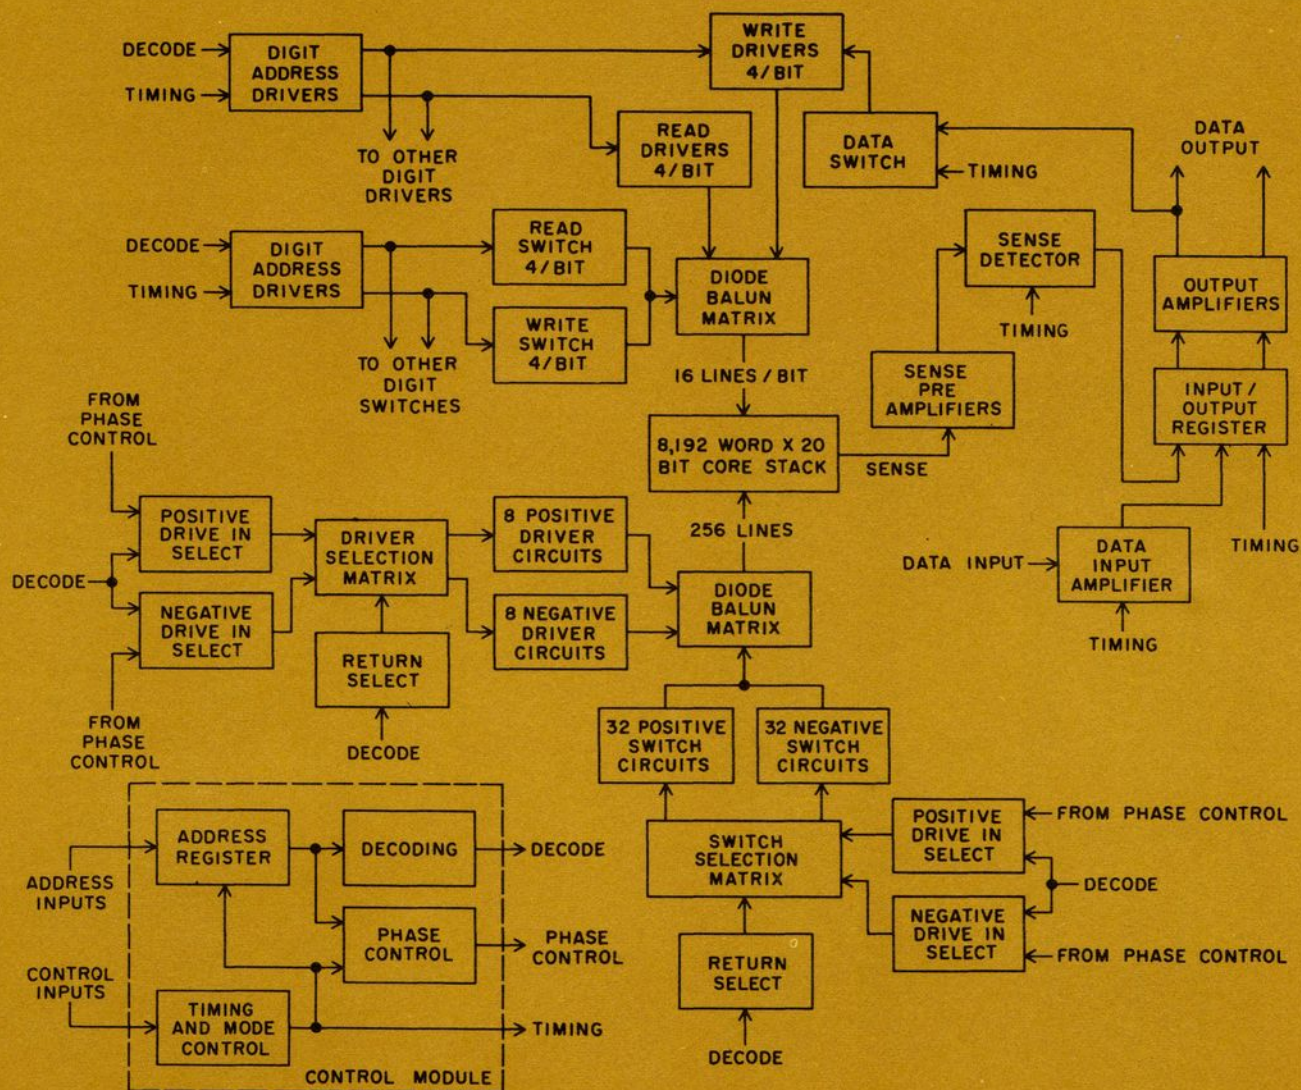 DECODE
TIMING
DIGIT
ADDRESS
DRIVERS
TO OTHER
DIGIT
DRIVERS
WRITE
DRIVERS
4/BIT
READ
DRIVERS
4/BIT
DATA
SWITCH
TIMING
DATA
OUTPUT
DECODE
TIMING
DIGIT
ADDRESS
DRIVERS
TO OTHER
DIGIT
SWITCHES
READ
SWITCH
4/BIT
WRITE
SWITCH
4/BIT
DIODE
BALUN
MATRIX
16 LINES / BIT
SENSE
DETECTOR
TIMING
OUTPUT
AMPLIFIERS
SENSE
PRE
AMPLIFIERS
INPUT /
OUTPUT
REGISTER
8,192 WORD X 20
BIT CORE STACK
SENSE
256 LINES
FROM
PHASE
CONTROL
DECODE
FROM
PHASE
CONTROL
POSITIVE
DRIVE IN
SELECT
NEGATIVE
DRIVE IN
SELECT
DRIVER
SELECTION
MATRIX
RETURN
SELECT
DECODE
8 POSITIVE
DRIVER
CIRCUITS
8 NEGATIVE
DRIVER
CIRCUITS
DIODE
BALUN
MATRIX
DATA INPUT
DATA
INPUT
AMPLIFIER
TIMING
TIMING
32 POSITIVE
SWITCH
CIRCUITS
32 NEGATIVE
SWITCH
CIRCUITS
SWITCH
SELECTION
MATRIX
RETURN
SELECT
DECODE
POSITIVE
DRIVE IN
SELECT
NEGATIVE
DRIVE IN
SELECT
FROM PHASE CONTROL
DECODE
FROM PHASE CONTROL
ADDRESS
INPUTS
CONTROL
INPUTS
ADDRESS
REGISTER
DECODING
DECODE
PHASE
CONTROL
PHASE
CONTROL
TIMING
AND MODE
CONTROL
TIMING
CONTROL MODULE